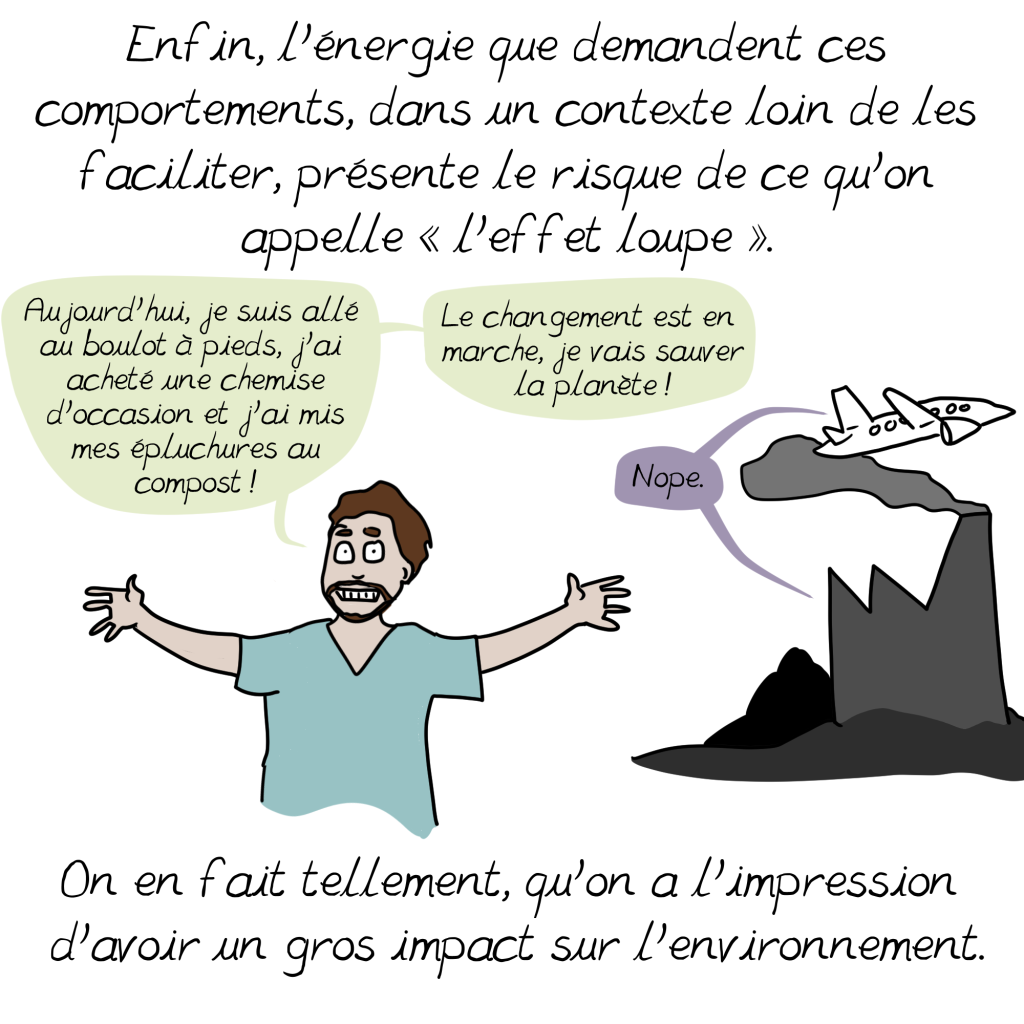 Enfin, l'énergie que demandent ces
comportements, dans un contexte loin de les
faciliter, présente le risque de ce qu'on
appelle « l'effet loupe ».
Aujourd'hui, je suis allé
au boulot à pieds, j'ai
acheté une chemise
d'occasion et j'ai mis
mes épluchures au
compost !
Le changement est en
marche, je vais sauver
la planète !
Nope.
On en fait tellement, qu'on a l'impression
d'avoir un gros impact sur l'environnement.